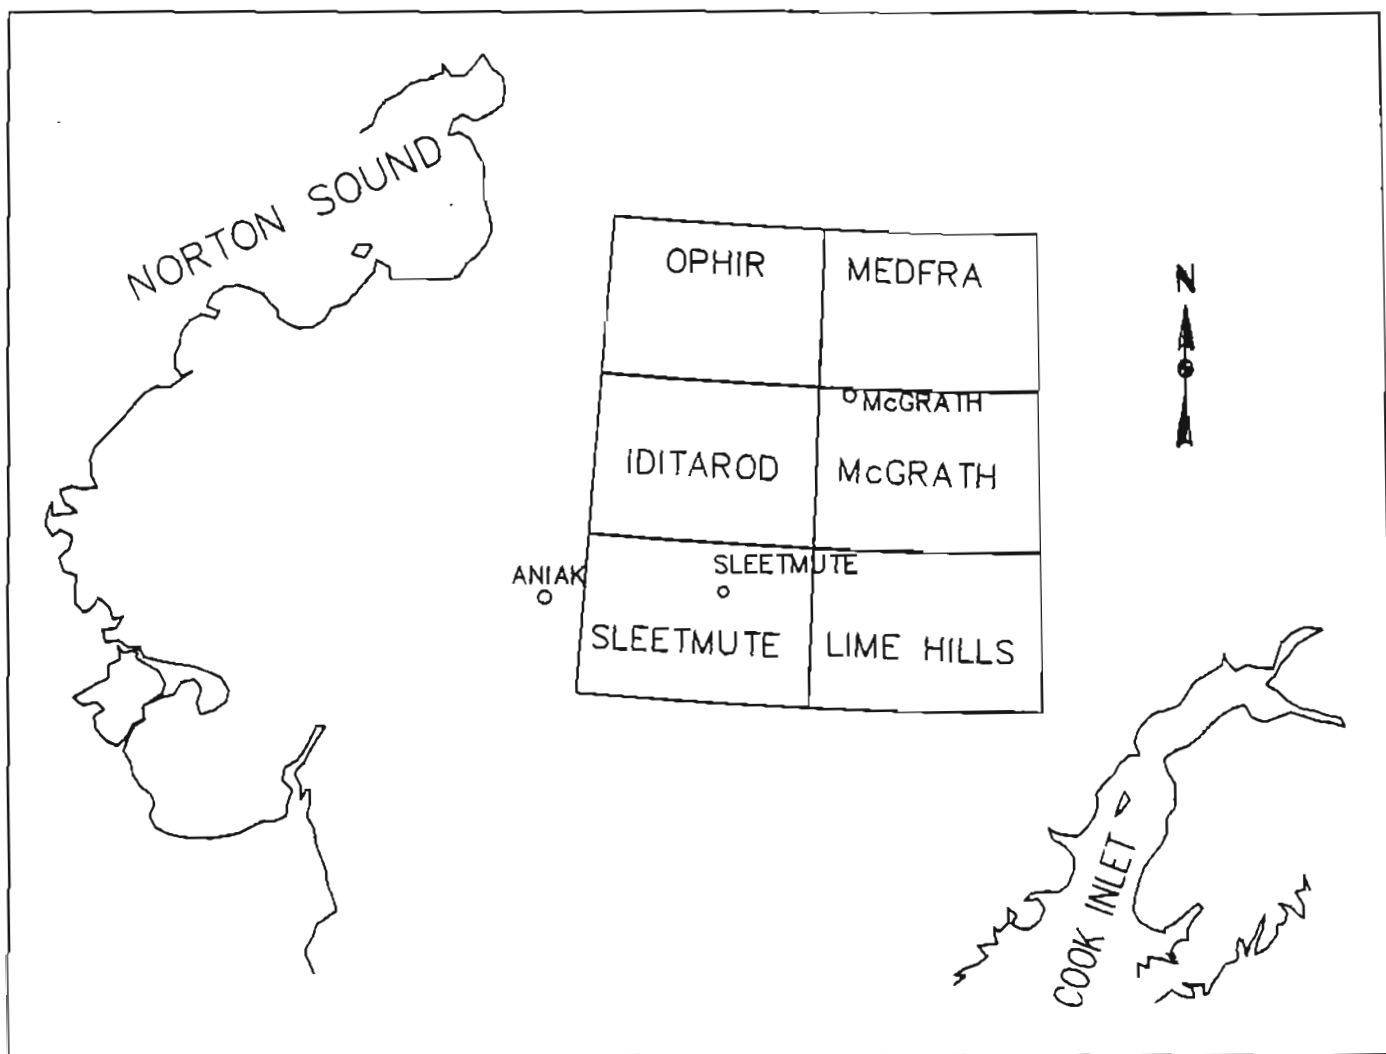 NORTON SOUND
OPHIR
MEDFRA
N
McGRATH
IDITAROD
McGRATH
SLEETMUTE
ANIAK
SLEETMUTE
LIME HILLS
COOK INLET